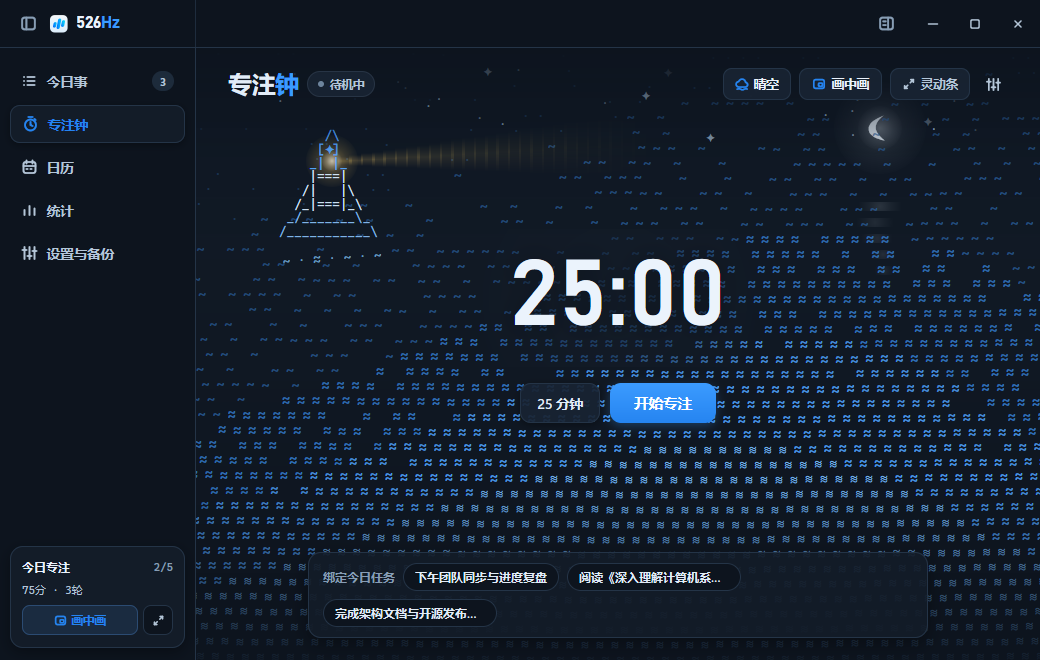 526Hz
今日事 3
专注钟
日历
统计
设置与备份
专注钟 待机中
晴空 画中画 灵动条
25:00
25 分钟 开始专注
绑定今日任务 下午团队同步与进度复盘 阅读《深入理解计算机系...
完成架构文档与开源发布...
今日专注 2/5
75分 · 3轮
画中画